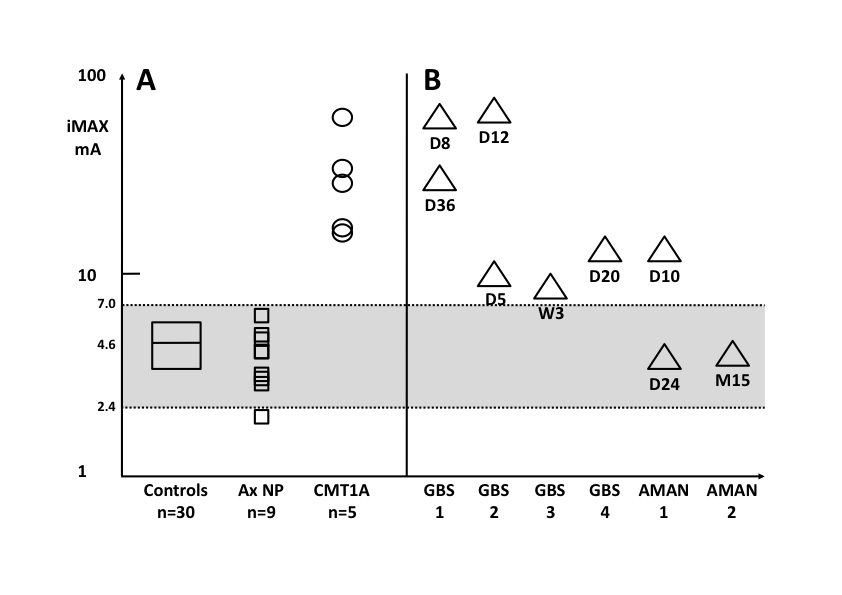 A
B
100
iMAX
mA
10
7.0
4.6
2.4
1
D8
D12
D36
D5
W3
D20
D10
D24
M15
Controls Ax NP CMT1A GBS GBS GBS GBS AMAN AMAN
n=30 n=9 n=5 1 2 3 4 1 2